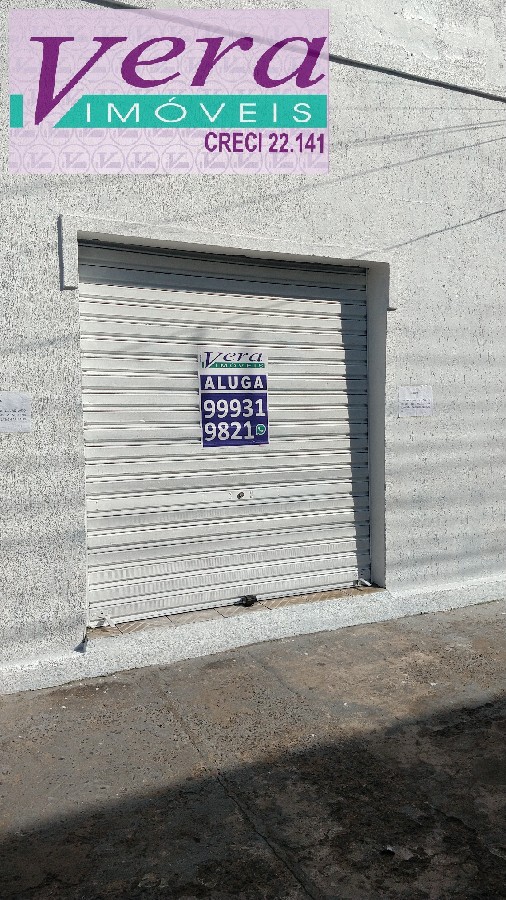 Vera
IMÓVEIS
CRECI 22.141
Vera
IMÓVEIS
ALUGA
99931
9821